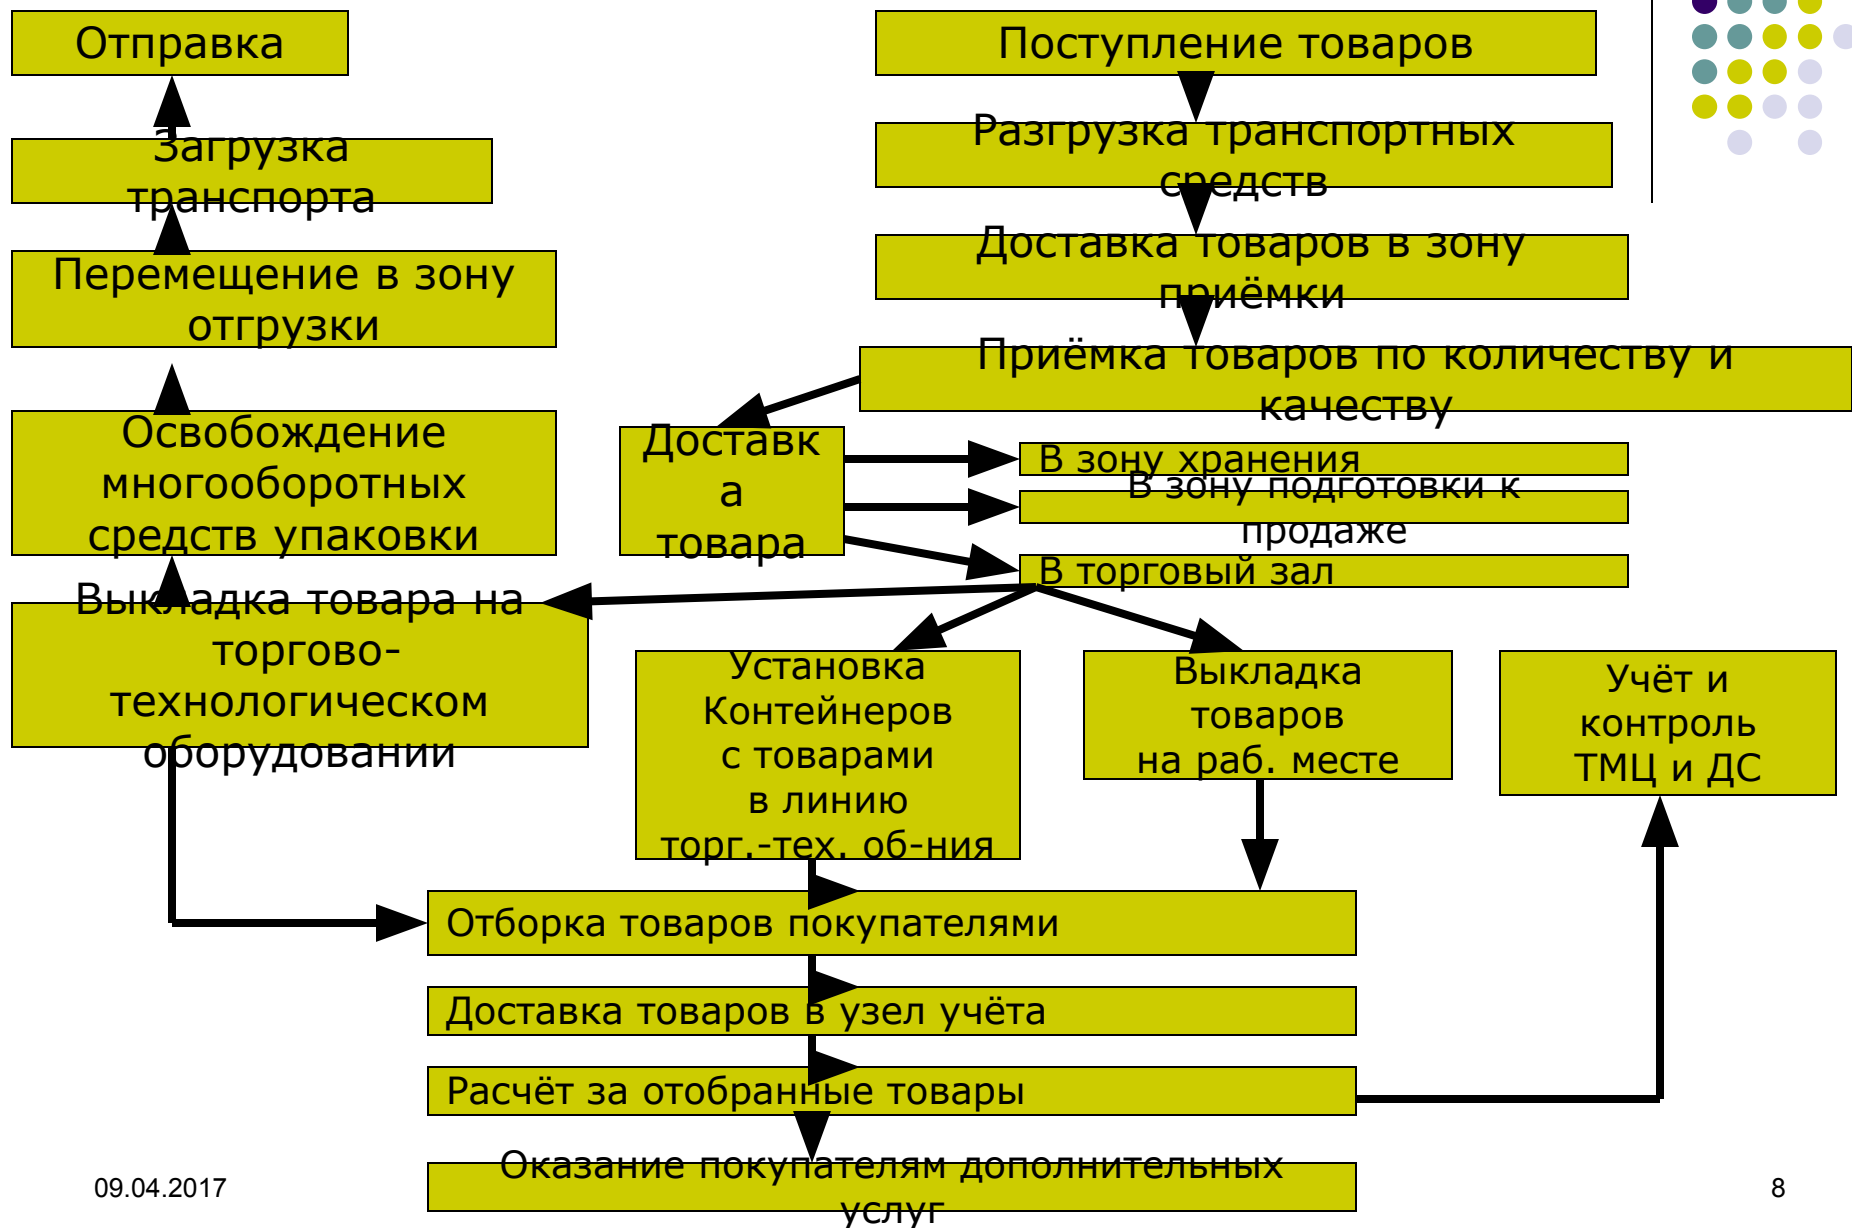 Отправка
Загрузка
транспорта
Перемещение в зону
отгрузки
Освобождение
многооборотных
средств упаковки
Выкладка товара на
торгово-
технологическом
оборудовании
Поступление товаров
Разгрузка транспортных
средств
Доставка товаров в зону
приёмки
Приёмка товаров по количеству и
качеству
Доставк
а
товара
В зону хранения
В зону подготовки к
продаже
В торговый зал
Установка
Контейнеров
с товарами
в линию
торг.-тех. об-ния
Выкладка
товаров
на раб. месте
Учёт и
контроль
ТМЦ и ДС
Отборка товаров покупателями
Доставка товаров в узел учёта
Расчёт за отобранные товары
Оказание покупателям дополнительных
услуг
09.04.2017
8